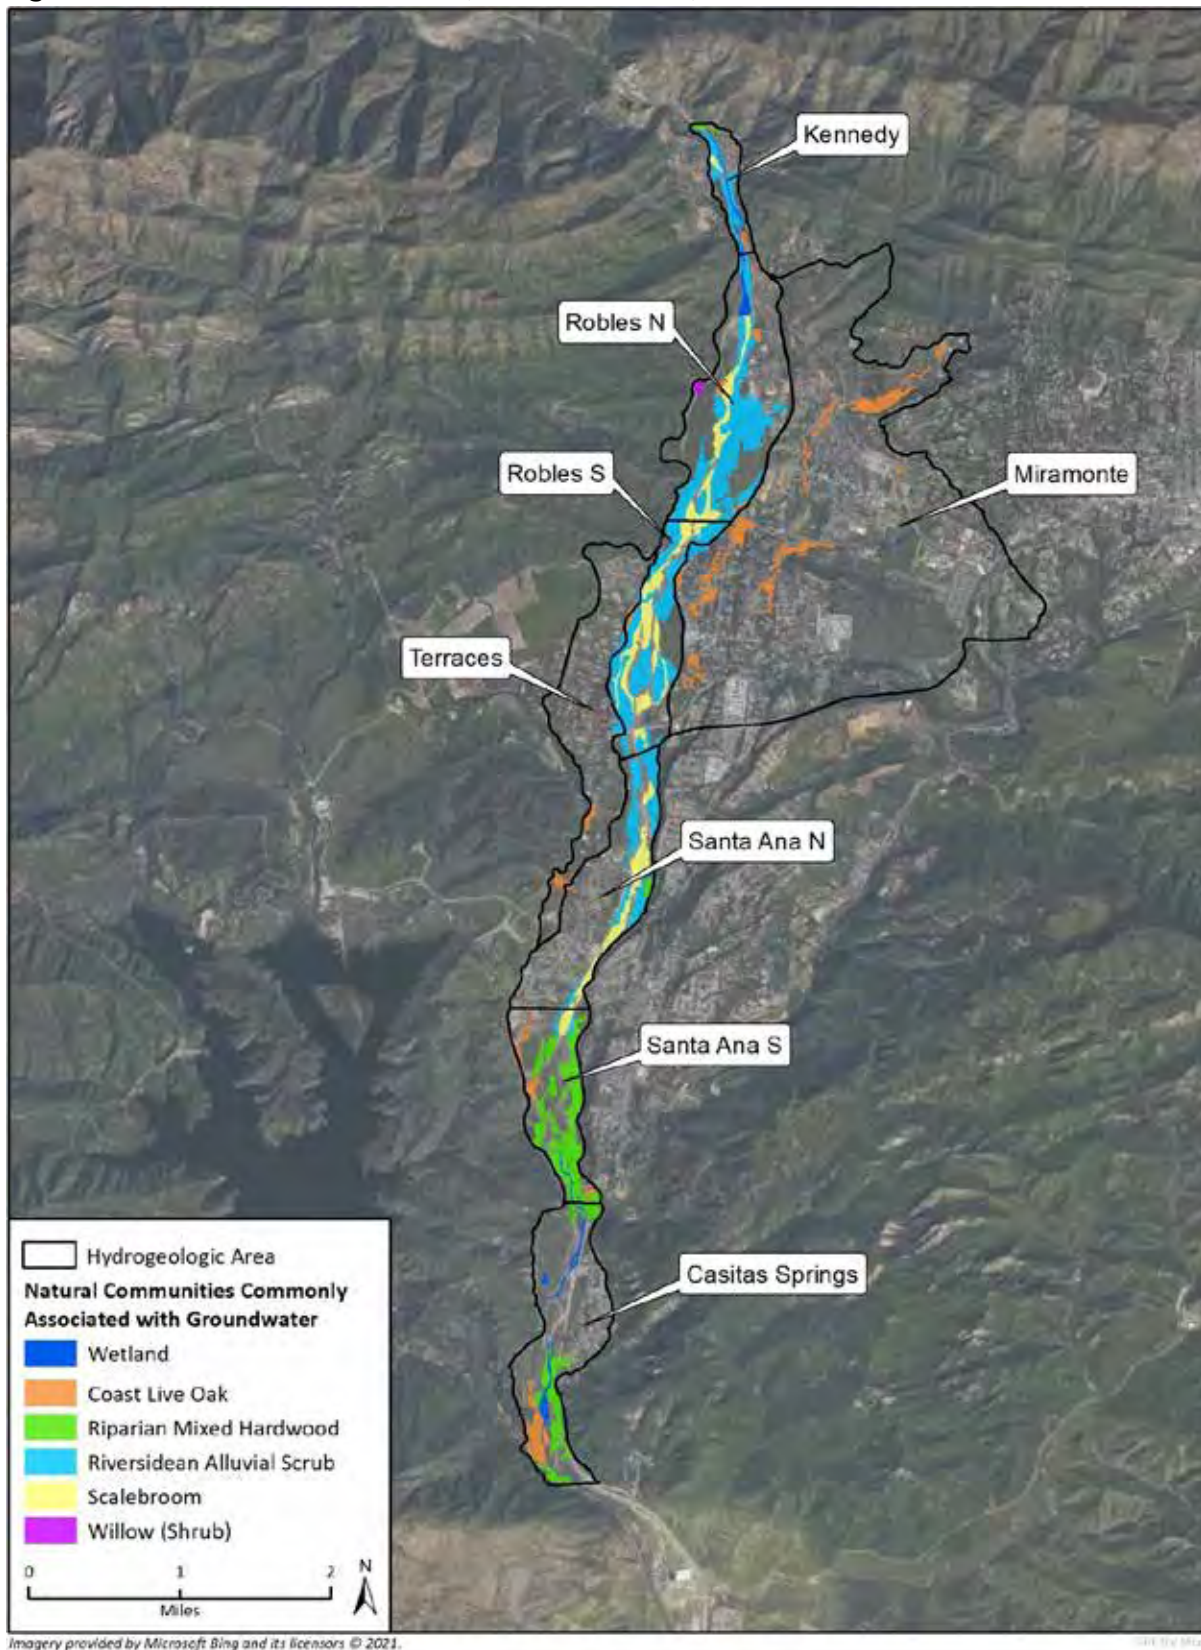 Kennedy
Robles N
Robles S
Miramonte
Terraces
Santa Ana N
Santa Ana S
Casitas Springs
Hydrogeologic Area
Natural Communities Commonly
Associated with Groundwater
Wetland
Coast Live Oak
Riparian Mixed Hardwood
Riversidean Alluvial Scrub
Scalebroom
Willow (Shrub)
0 1 2
Miles
N
Imagery provided by Microsoft Bing and its licensors © 2021.